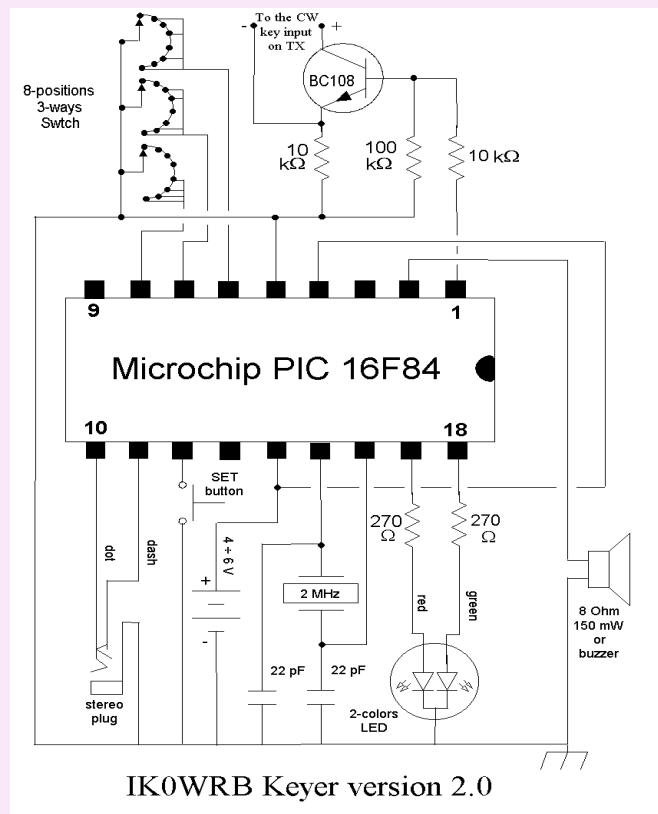 To the CW
- key input +
on TX
8-positions
3-ways
Swtch
BC108
10
kΩ
100
kΩ
10 kΩ
9
1
Microchip PIC 16F84
10
18
SET
button
dot
dash
4 ÷ 6 V
+
-
2 MHz
270
Ω
270
Ω
red
green
8 Ohm
150 mW
or
buzzer
22 pF
22 pF
stereo
plug
2-colors
LED
IK0WRB Keyer version 2.0